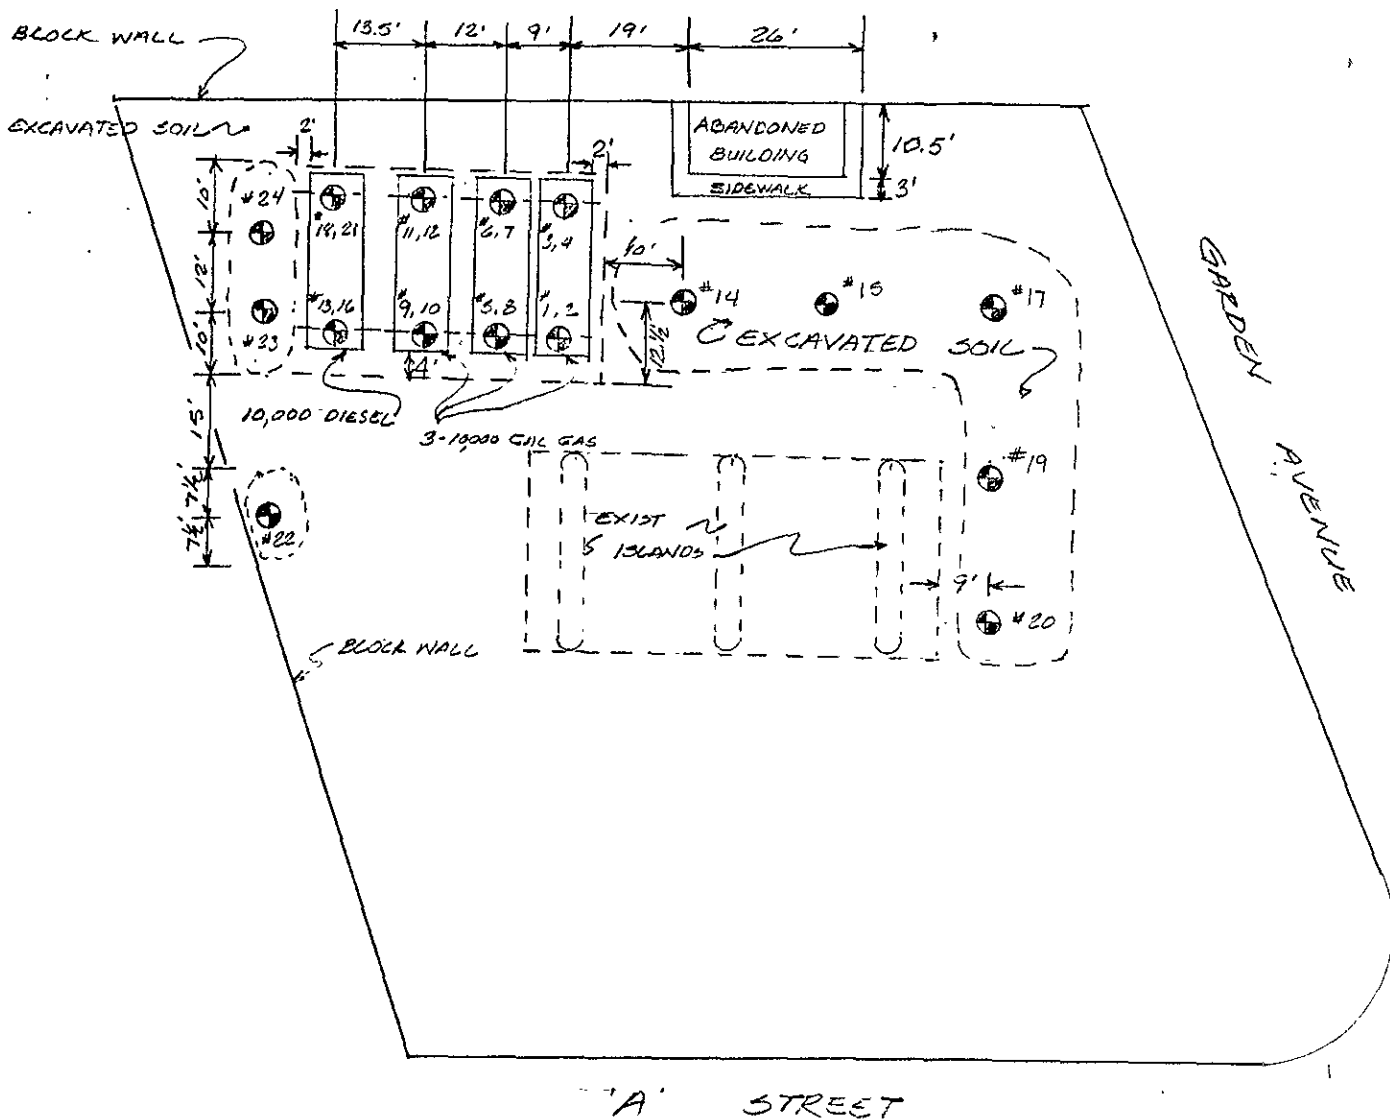 13.5' 12' 9' 19' 26'
BLOCK WALL
EXCAVATED SOIL
2'
2'
ABANDONED
BUILDING
SIDEWALK
10.5'
3'
10'
12'
10'
15'
7½'
7½'
#24
#23
#18, 21
#11, 12
#6, 7
#3, 4
#13, 16
#9, 10
#5, 8
#1, 2
10'
12½'
#14
#15
#17
EXCAVATED SOIL
4'
10,000 DIESEL
3-10,000 GAL GAS
#19
#22
EXIST
ISLANDS
9'
#20
BLOCK WALL
GARDEN AVENUE
'A' STREET